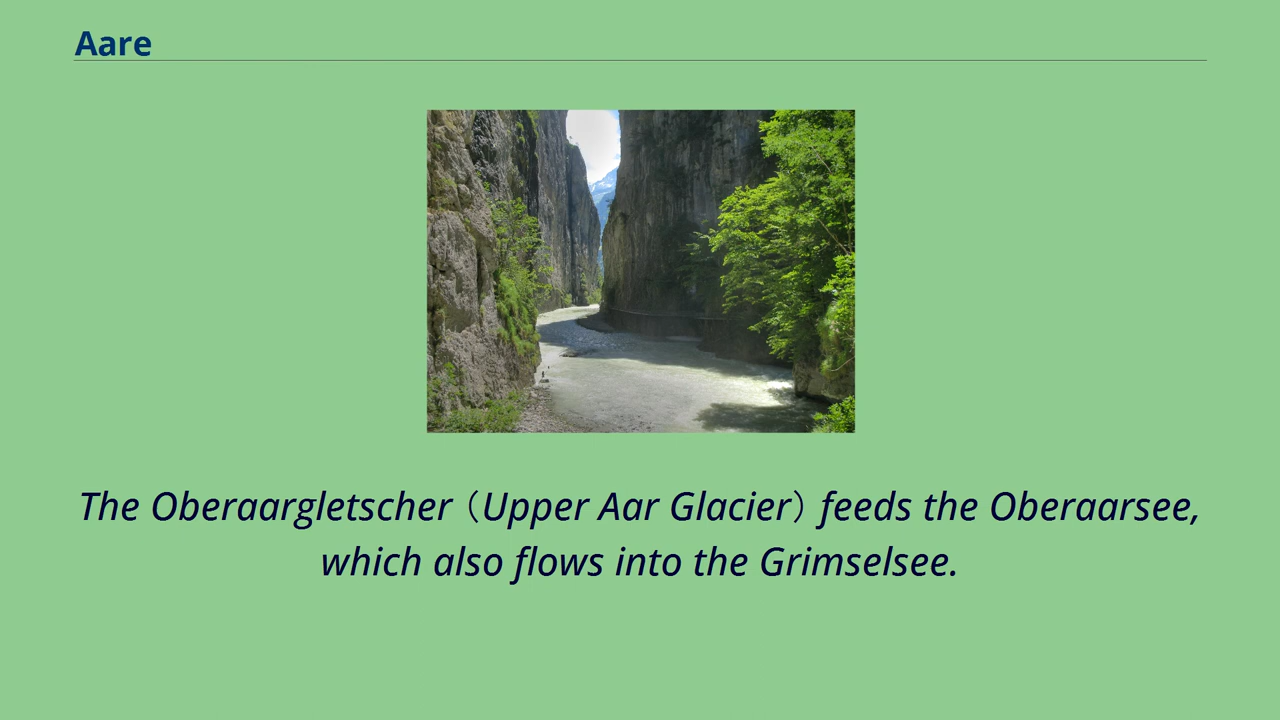 Aare
The Oberaargletscher（Upper Aar Glacier）feeds the Oberaarsee,
which also flows into the Grimselsee.